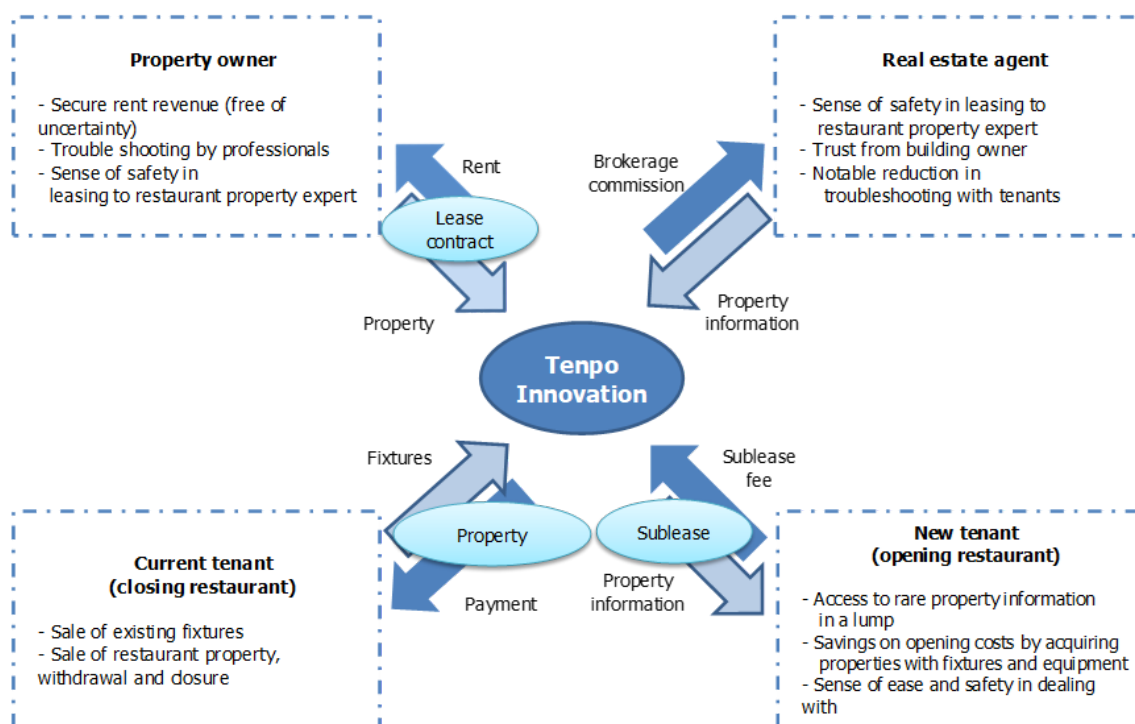 Property owner
- Secure rent revenue (free of
uncertainty)
- Trouble shooting by professionals
- Sense of safety in
leasing to restaurant property expert
Real estate agent
- Sense of safety in leasing to
restaurant property expert
- Trust from building owner
- Notable reduction in
troubleshooting with tenants
Rent
Lease
contract
Property
Brokerage
commission
Property
information
Tenpo
Innovation
Fixtures
Property
Payment
Sublease
fee
Sublease
Property
information
Current tenant
(closing restaurant)
- Sale of existing fixtures
- Sale of restaurant property,
withdrawal and closure
New tenant
(opening restaurant)
- Access to rare property information
in a lump
- Savings on opening costs by acquiring
properties with fixtures and equipment
- Sense of ease and safety in dealing
with